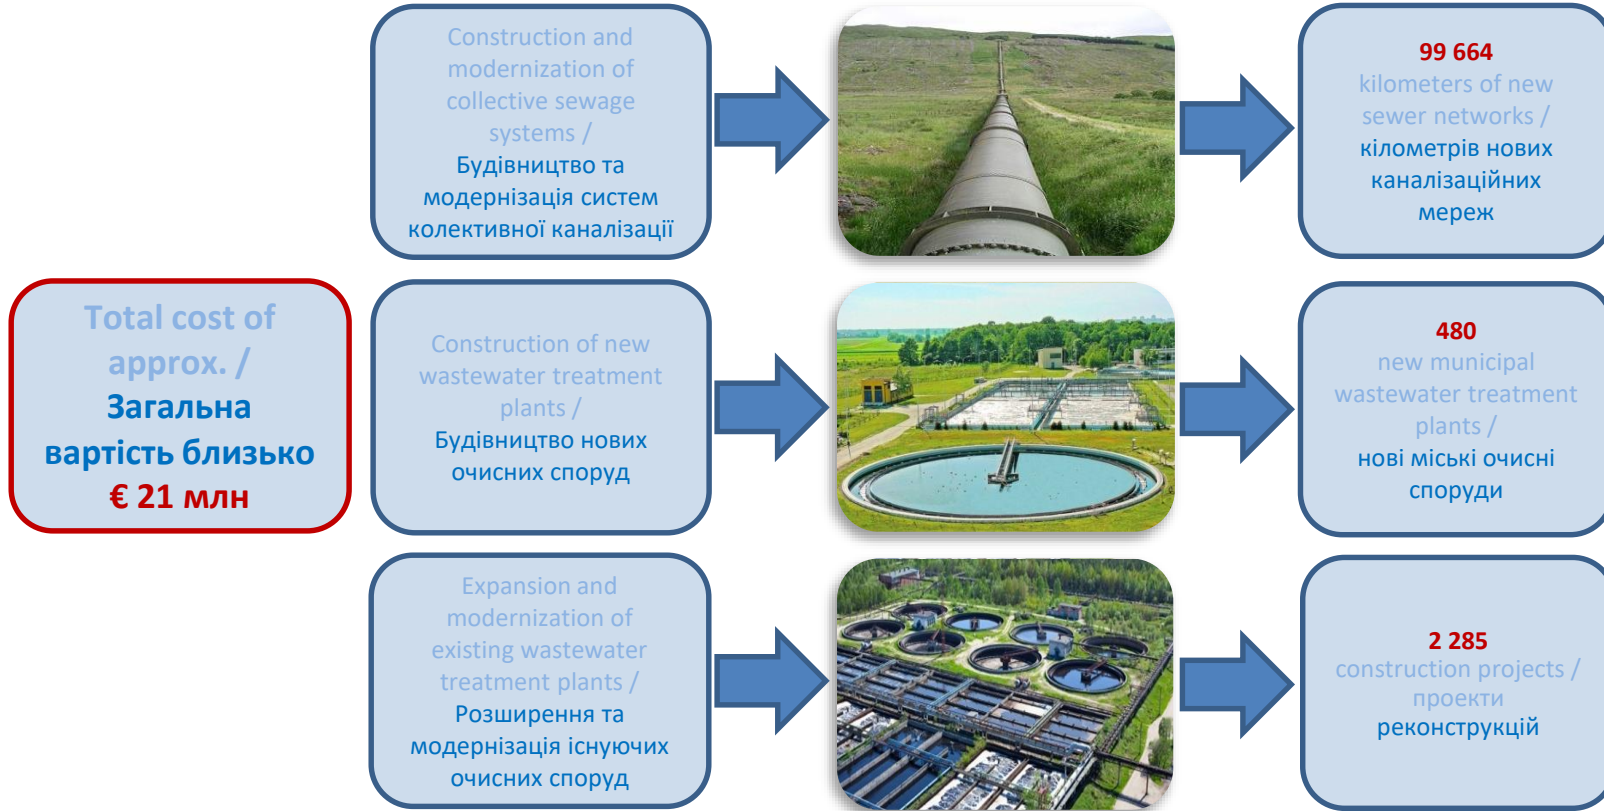 Construction and
modernization of
collective sewage
systems /
Будівництво та
модернізація систем
колективної каналізації
99 664
kilometers of new
sewer networks /
кілометрів нових
каналізаційних
мереж
Total cost of
approx. /
Загальна
вартість близько
€ 21 млн
Construction of new
wastewater treatment
plants /
Будівництво нових
очисних споруд
480
new municipal
wastewater treatment
plants /
нові міські очисні
споруди
Expansion and
modernization of
existing wastewater
treatment plants /
Розширення та
модернізація існуючих
очисних споруд
2 285
construction projects /
проекти
реконструкцій